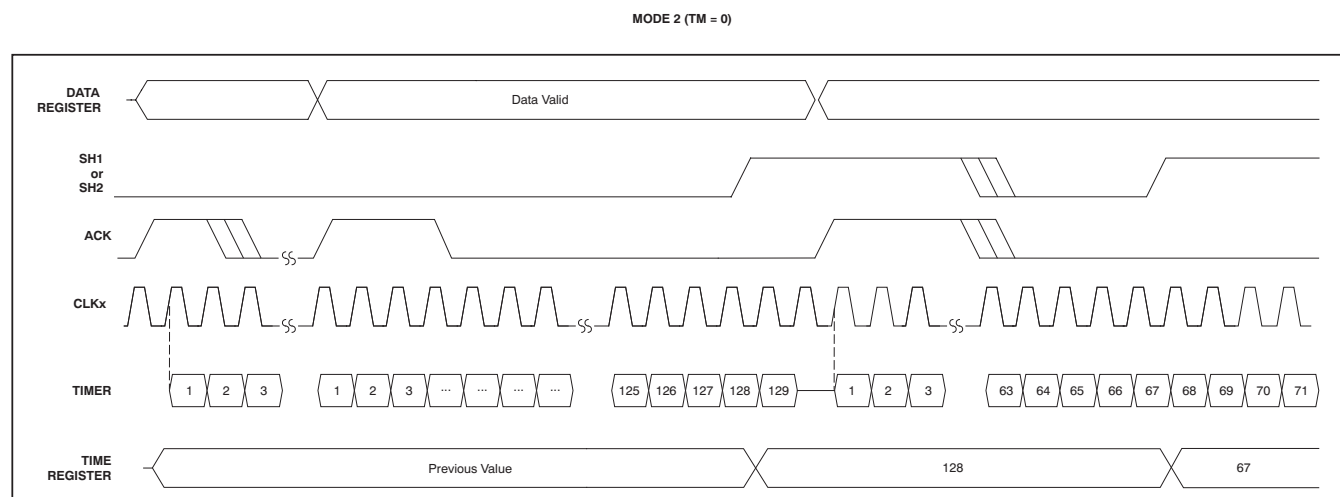 MODE 2 (TM = 0)
DATA
REGISTER
Data Valid
SH1
or
SH2
ACK
CLKx
TIMER
1 2 3 1 2 3 ... ... ... ... 125 126 127 128 129 1 2 3 63 64 65 66 67 68 69 70 71
TIME
REGISTER
Previous Value 128 67